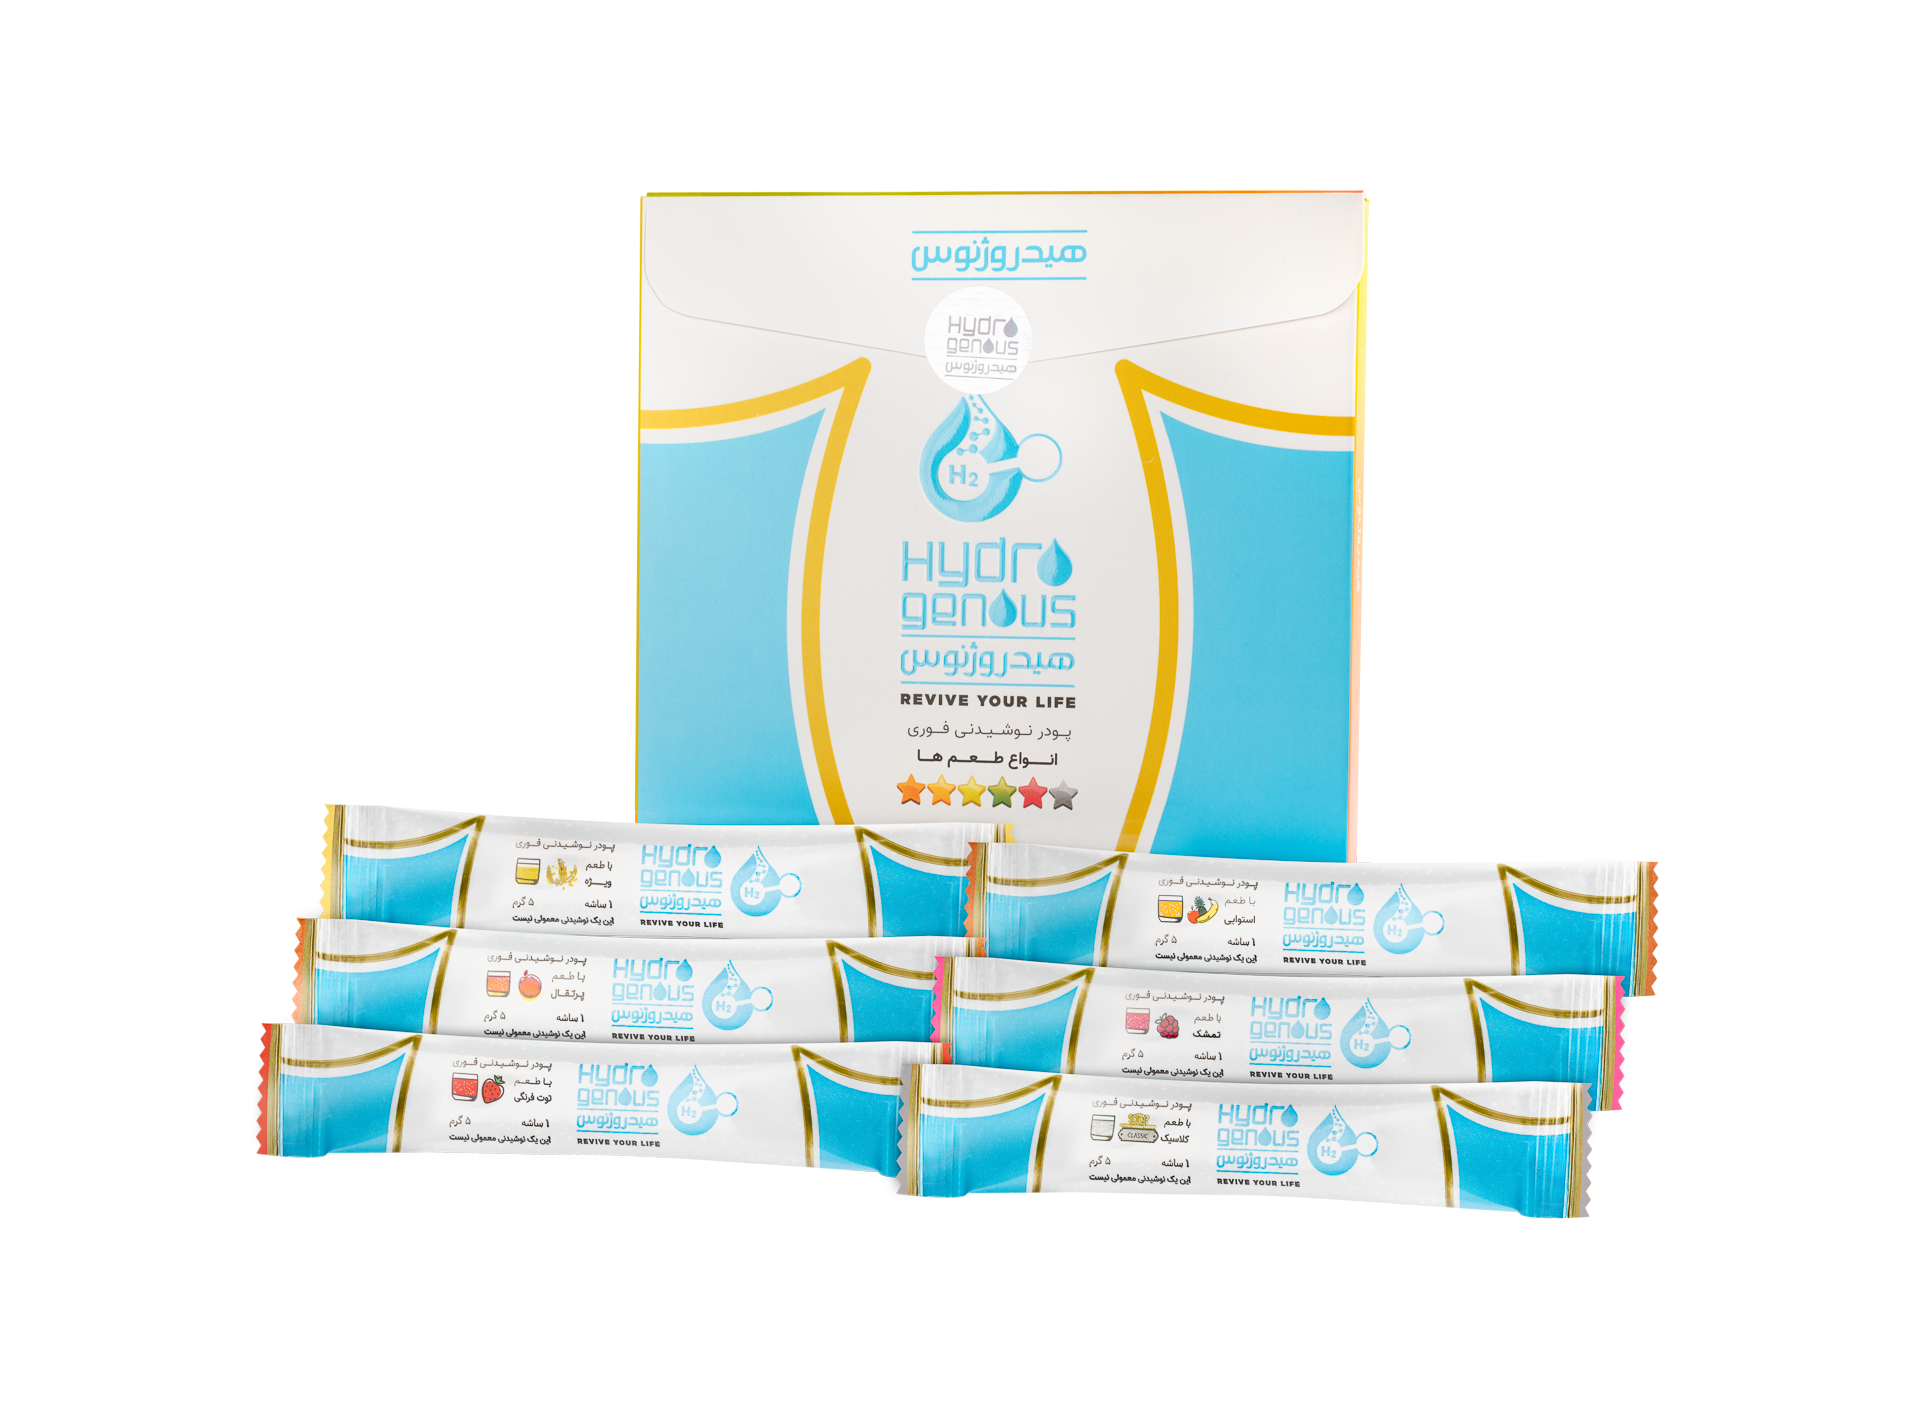 هیدروژنوس
Hydro
genous
هیدروژنوس
H2
Hydro
genous
هیدروژنوس
REVIVE YOUR LIFE
پودر نوشیدنی فوری
انواع طعم ها
پودر نوشیدنی فوری
با طعم
ویژه
۱ ساشه ۵ گرم
این یک نوشیدنی معمولی نیست
Hydro
genous
هیدروژنوس
REVIVE YOUR LIFE
H2
پودر نوشیدنی فوری
با طعم
استوایی
۱ ساشه ۵ گرم
این یک نوشیدنی معمولی نیست
Hydro
genous
هیدروژنوس
REVIVE YOUR LIFE
H2
پودر نوشیدنی فوری
با طعم
پرتقال
۱ ساشه ۵ گرم
این یک نوشیدنی معمولی نیست
Hydro
genous
هیدروژنوس
REVIVE YOUR LIFE
H2
پودر نوشیدنی فوری
با طعم
تمشک
۱ ساشه ۵ گرم
این یک نوشیدنی معمولی نیست
Hydro
genous
هیدروژنوس
REVIVE YOUR LIFE
H2
پودر نوشیدنی فوری
با طعم
توت فرنگی
۱ ساشه ۵ گرم
این یک نوشیدنی معمولی نیست
Hydro
genous
هیدروژنوس
REVIVE YOUR LIFE
H2
پودر نوشیدنی فوری
با طعم
کلاسیک
CLASSIC
۱ ساشه ۵ گرم
این یک نوشیدنی معمولی نیست
Hydro
genous
هیدروژنوس
REVIVE YOUR LIFE
H2